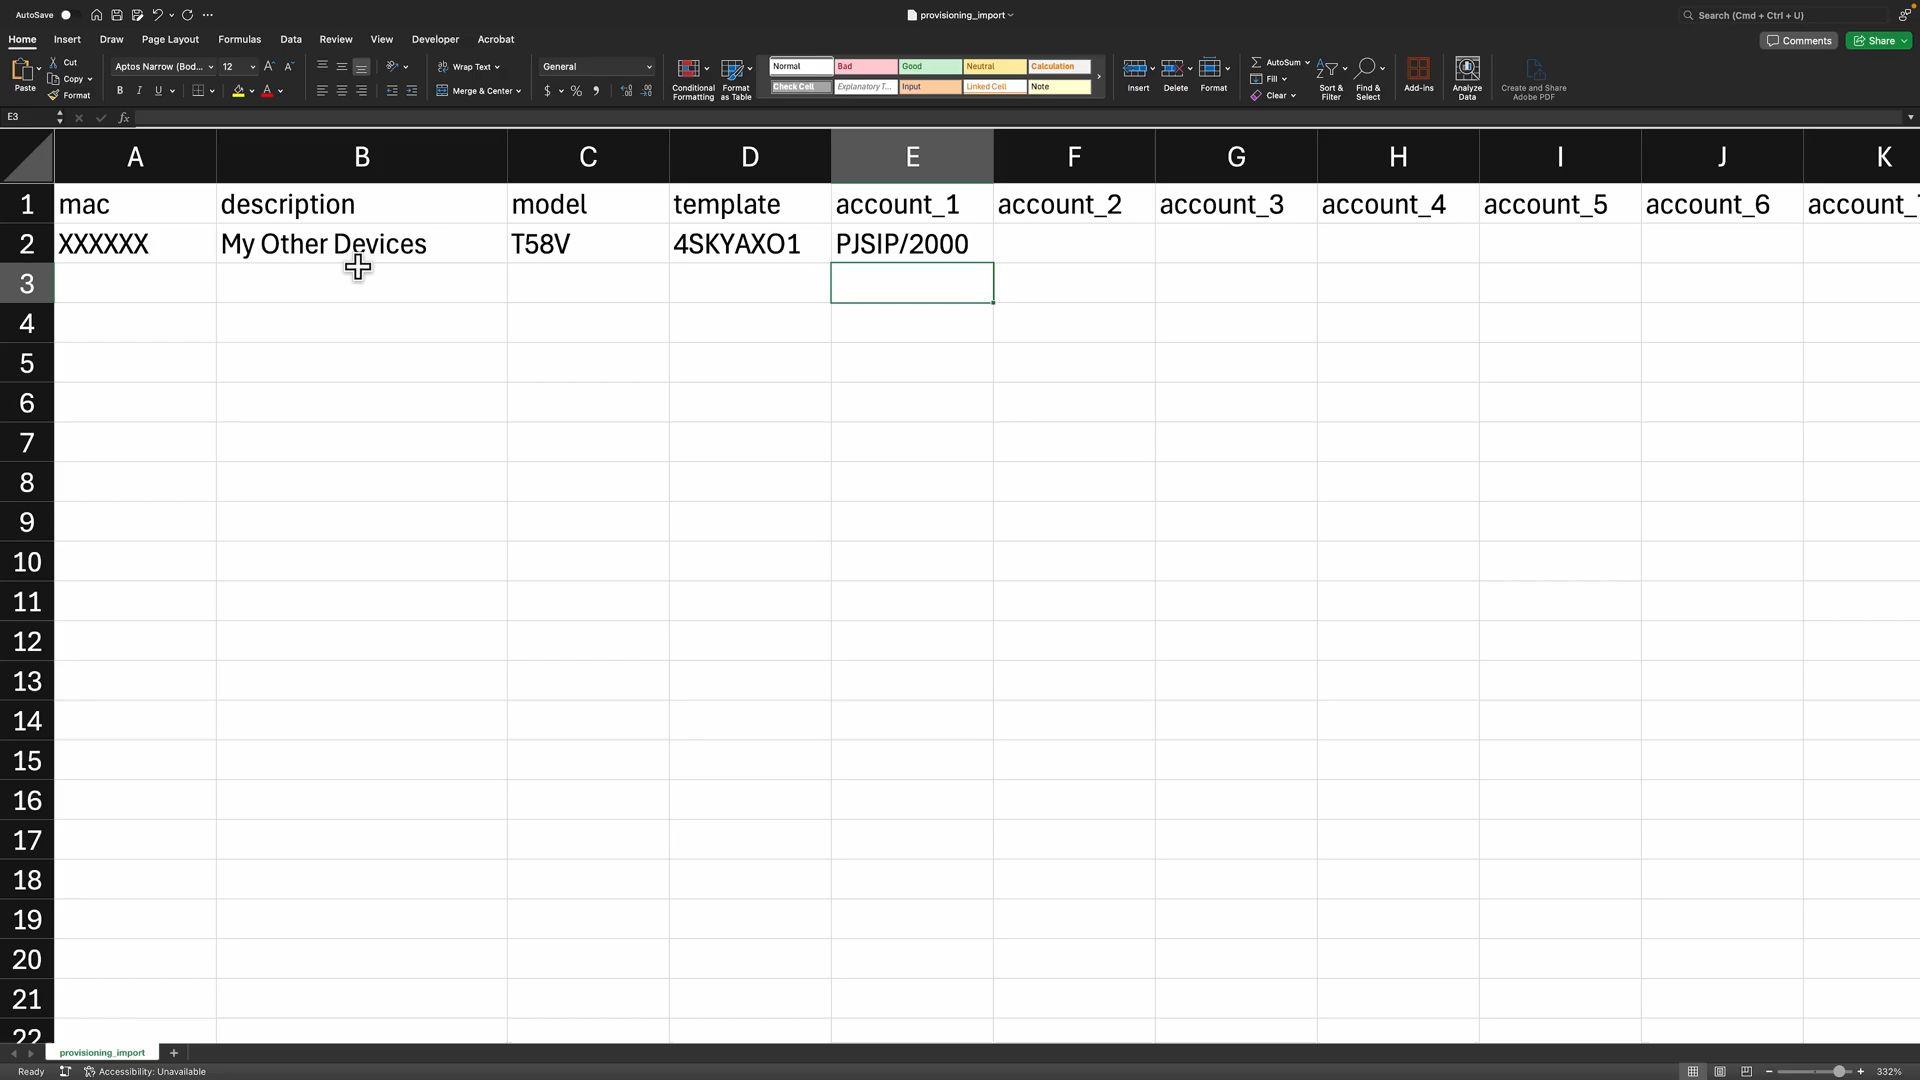 AutoSave
provisioning_import
Search (Cmd + Ctrl + U)
Home Insert Draw Page Layout Formulas Data Review View Developer Acrobat
Comments Share
Paste Cut Copy Format
Aptos Narrow (Bod... 12
B I U
Wrap Text
Merge & Center
General
$ %
Conditional Formatting
Format as Table
Normal Bad Good Neutral Calculation
Check Cell Explanatory T... Input Linked Cell Note
Insert Delete Format
AutoSum
Fill
Clear
Sort & Filter
Find & Select
Add-ins
Analyze Data
Create and Share Adobe PDF
E3 fx
A B C D E F G H I J K
1 mac description model template account_1 account_2 account_3 account_4 account_5 account_6
2 XXXXXX My Other Devices T58V 4SKYAXO1 PJSIP/2000
3
4
5
6
7
8
9
10
11
12
13
14
15
16
17
18
19
20
21
22
provisioning_import +
Ready Accessibility: Unavailable
332%